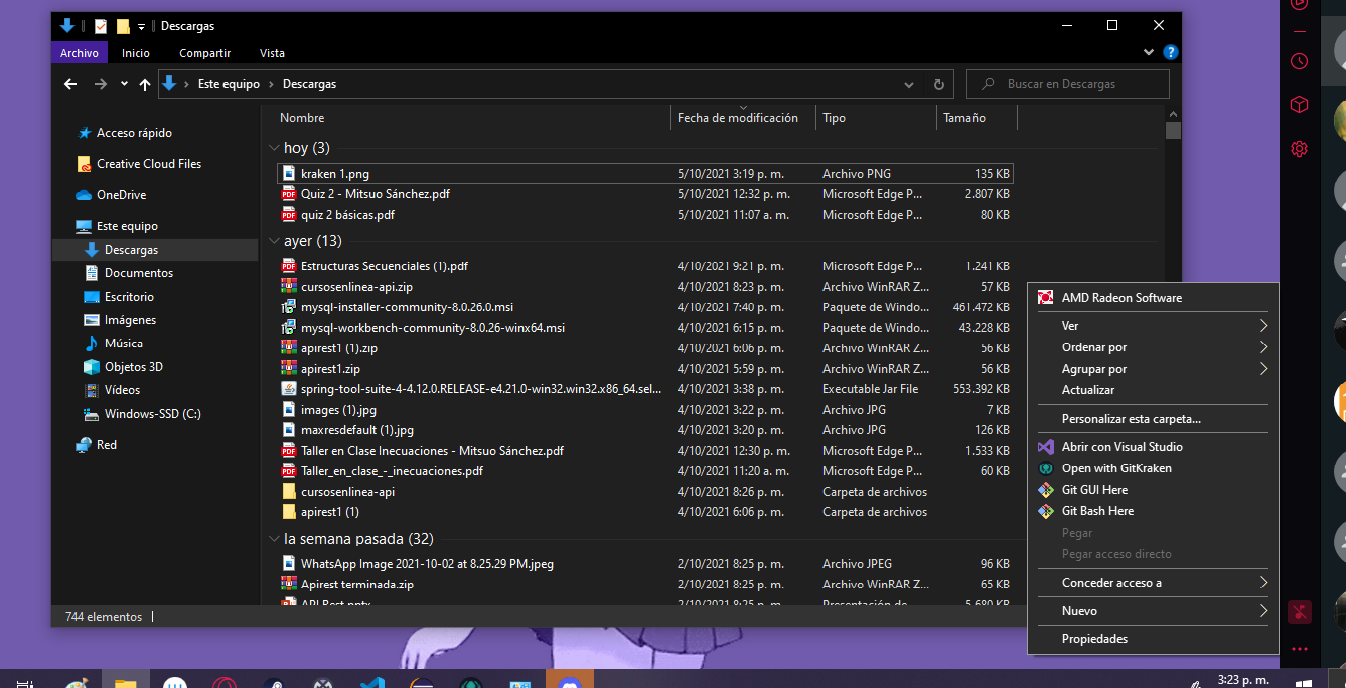 Descargas
Archivo Inicio Compartir Vista
Este equipo Descargas Buscar en Descargas
Nombre Fecha de modificación Tipo Tamaño
Acceso rápido
Creative Cloud Files
OneDrive
Este equipo
Descargas
Documentos
Escritorio
Imágenes
Música
Objetos 3D
Vídeos
Windows-SSD (C:)
Red
hoy (3)
kraken 1.png 5/10/2021 3:19 p. m. Archivo PNG 135 KB
Quiz 2 - Mitsuo Sánchez.pdf 5/10/2021 12:32 p. m. Microsoft Edge P... 2.807 KB
quiz 2 básicas.pdf 5/10/2021 11:07 a. m. Microsoft Edge P... 80 KB
ayer (13)
Estructuras Secuenciales (1).pdf 4/10/2021 9:21 p. m. Microsoft Edge P... 1.241 KB
cursosenlinea-api.zip 4/10/2021 8:23 p. m. Archivo WinRAR Z... 57 KB
mysql-installer-community-8.0.26.0.msi 4/10/2021 7:40 p. m. Paquete de Windo... 461.472 KB
mysql-workbench-community-8.0.26-winx64.msi 4/10/2021 6:15 p. m. Paquete de Windo... 43.228 KB
apirest1 (1).zip 4/10/2021 6:06 p. m. Archivo WinRAR Z... 56 KB
apirest1.zip 4/10/2021 5:59 p. m. Archivo WinRAR Z... 56 KB
spring-tool-suite-4-4.12.0.RELEASE-e4.21.0-win32.win32.x86_64.sel... 4/10/2021 3:38 p. m. Executable Jar File 553.392 KB
images (1).jpg 4/10/2021 3:22 p. m. Archivo JPG 7 KB
maxresdefault (1).jpg 4/10/2021 3:20 p. m. Archivo JPG 126 KB
Taller en Clase Inecuaciones - Mitsuo Sánchez.pdf 4/10/2021 12:30 p. m. Microsoft Edge P... 1.533 KB
Taller_en_clase_-_inecuaciones.pdf 4/10/2021 11:20 a. m. Microsoft Edge P... 60 KB
cursosenlinea-api 4/10/2021 8:26 p. m. Carpeta de archivos
apirest1 (1) 4/10/2021 6:06 p. m. Carpeta de archivos
la semana pasada (32)
WhatsApp Image 2021-10-02 at 8.25.29 PM.jpeg 2/10/2021 8:25 p. m. Archivo JPEG 96 KB
Apirest terminada.zip 2/10/2021 8:25 p. m. Archivo WinRAR Z... 65 KB
API Rest.pptx 2/10/2021 8:25 p. m. Presentación de 5.680 KB
744 elementos
AMD Radeon Software
Ver
Ordenar por
Agrupar por
Actualizar
Personalizar esta carpeta...
Abrir con Visual Studio
Open with GitKraken
Git GUI Here
Git Bash Here
Pegar
Pegar acceso directo
Conceder acceso a
Nuevo
Propiedades
3:23 p. m.